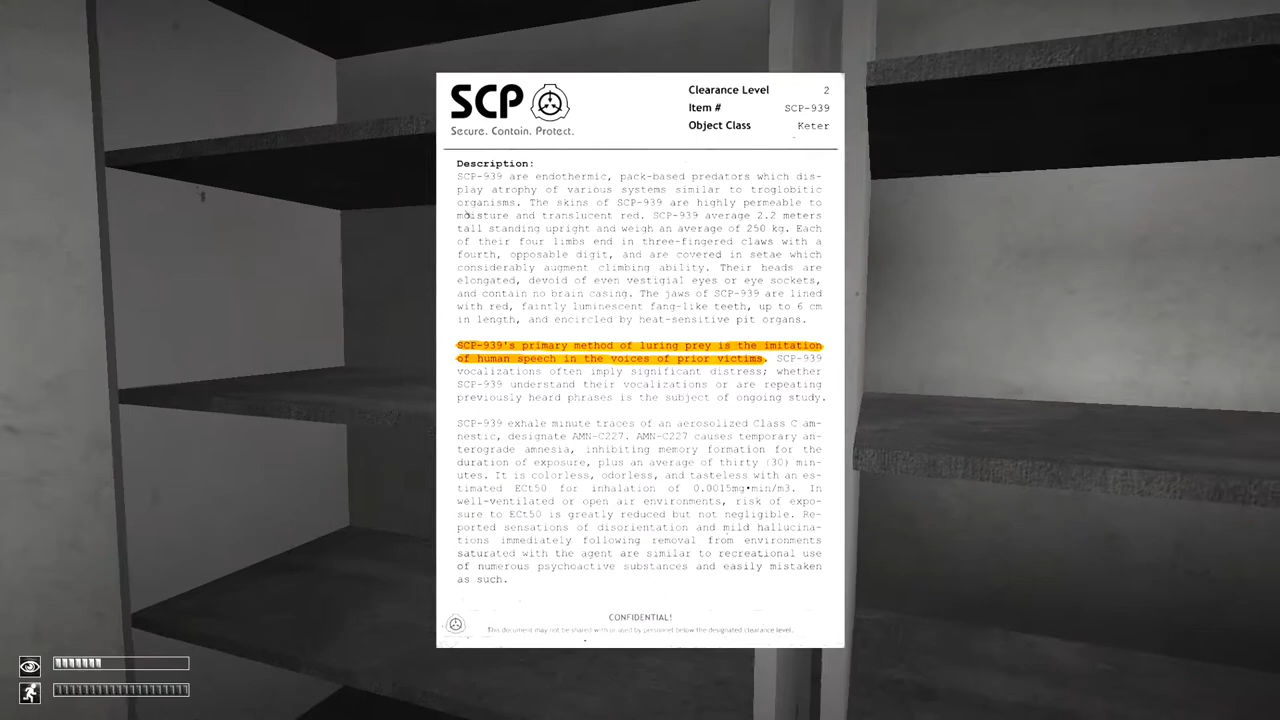 SCP
Secure. Contain. Protect.
Clearance Level 2
Item # SCP-939
Object Class Keter
Description:
SCP-939 are endothermic, pack-based predators which dis-
play atrophy of various systems similar to troglobitic
organisms. The skins of SCP-939 are highly permeable to
moisture and translucent red. SCP-939 average 2.2 meters
tall standing upright and weigh an average of 250 kg. Each
of their four limbs end in three-fingered claws with a
fourth, opposable digit, and are covered in setae which
considerably augment climbing ability. Their heads are
elongated, devoid of even vestigial eyes or eye sockets,
and contain no brain casing. The jaws of SCP-939 are lined
with red, faintly luminescent fang-like teeth, up to 6 cm
in length, and encircled by heat-sensitive pit organs.
SCP-939's primary method of luring prey is the imitation
of human speech in the voices of prior victims. SCP-939
vocalizations often imply significant distress; whether
SCP-939 understand their vocalizations or are repeating
previously heard phrases is the subject of ongoing study.
SCP-939 exhale minute traces of an aerosolized Class C am-
nestic, designate AMN-C227. AMN-C227 causes temporary an-
terograde amnesia, inhibiting memory formation for the
duration of exposure, plus an average of thirty (30) min-
utes. It is colorless, odorless, and tasteless with an es-
timated ECt50 for inhalation of 0.0015mg•min/m3. In
well-ventilated or open air environments, risk of expo-
sure to ECt50 is greatly reduced but not negligible. Re-
ported sensations of disorientation and mild hallucina-
tions immediately following removal from environments
saturated with the agent are similar to recreational use
of numerous psychoactive substances and easily mistaken
as such.
CONFIDENTIAL!
This document may not be shared with or used by personnel below the designated clearance level.